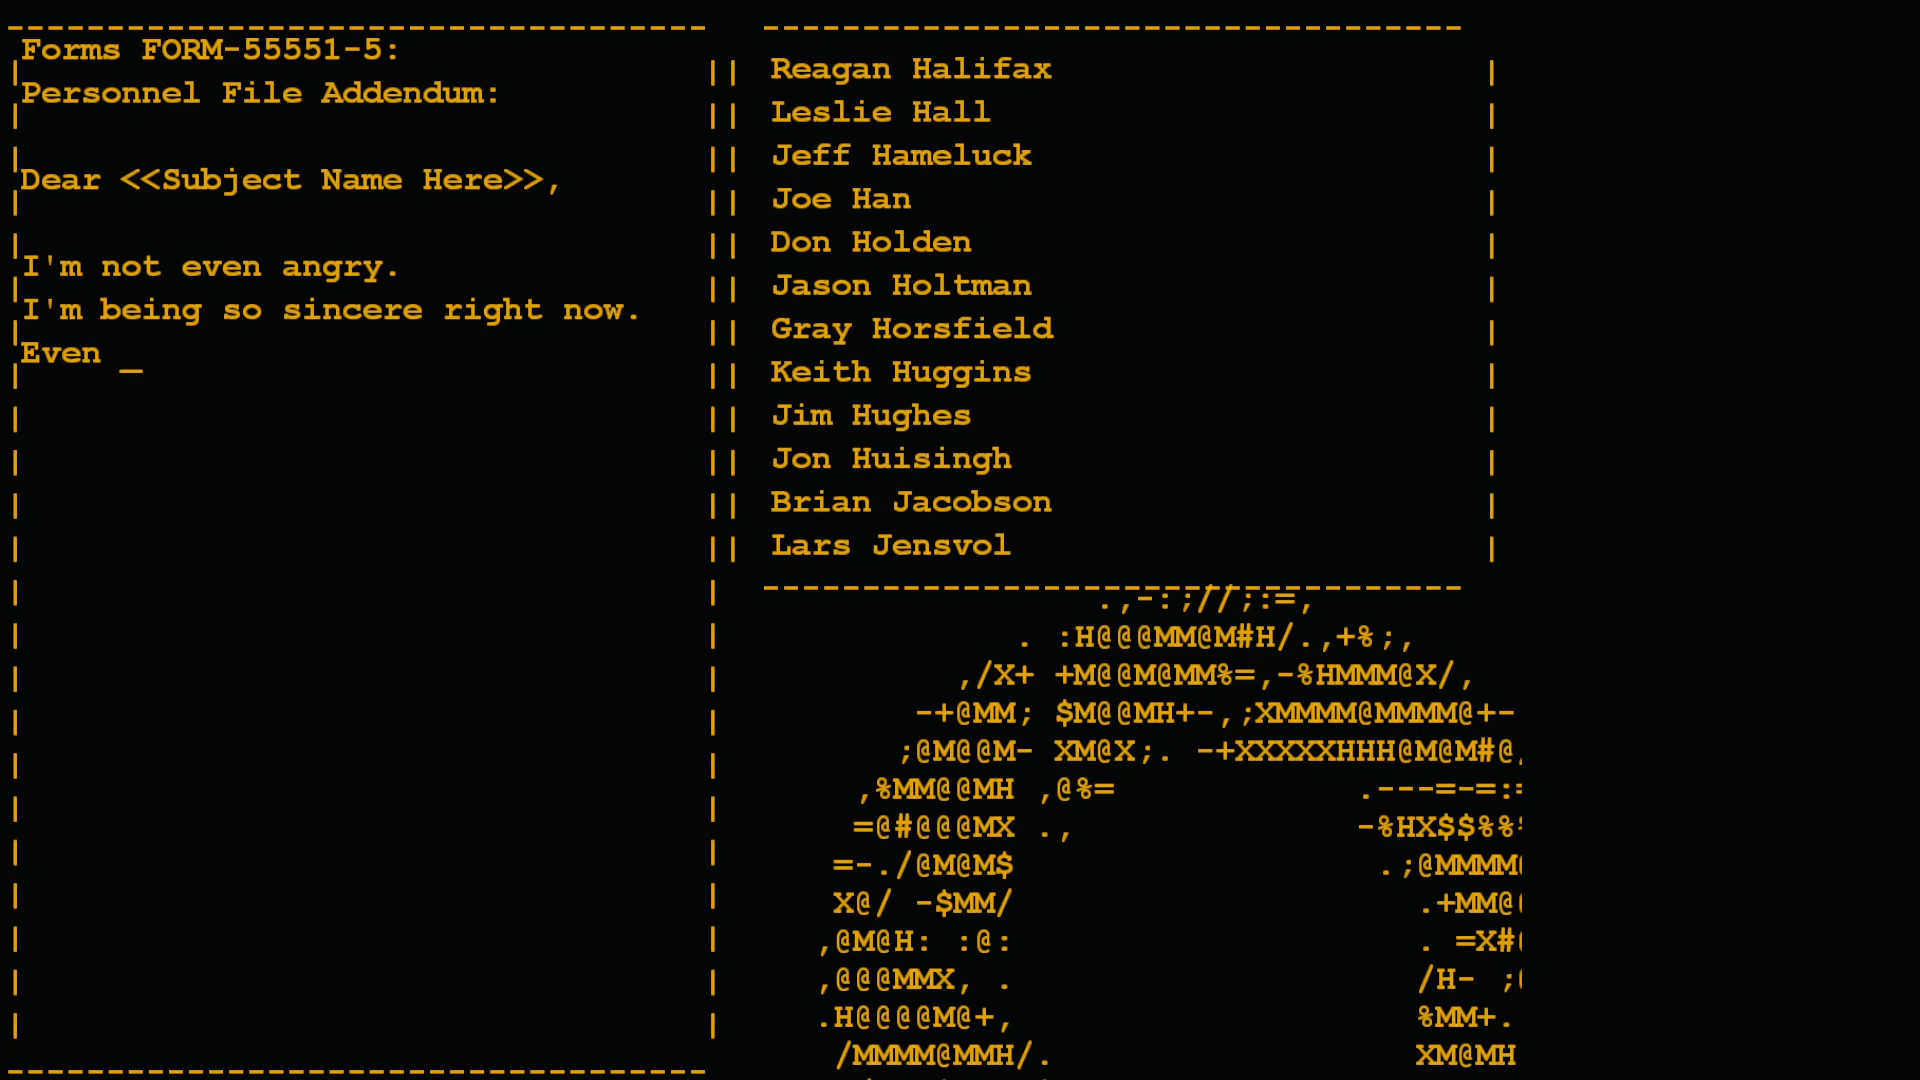 Forms FORM-55551-5:
Personnel File Addendum:
Dear <<Subject Name Here>>,
I'm not even angry.
I'm being so sincere right now.
Even _
Reagan Halifax
Leslie Hall
Jeff Hameluck
Joe Han
Don Holden
Jason Holtman
Gray Horsfield
Keith Huggins
Jim Hughes
Jon Huisingh
Brian Jacobson
Lars Jensvol